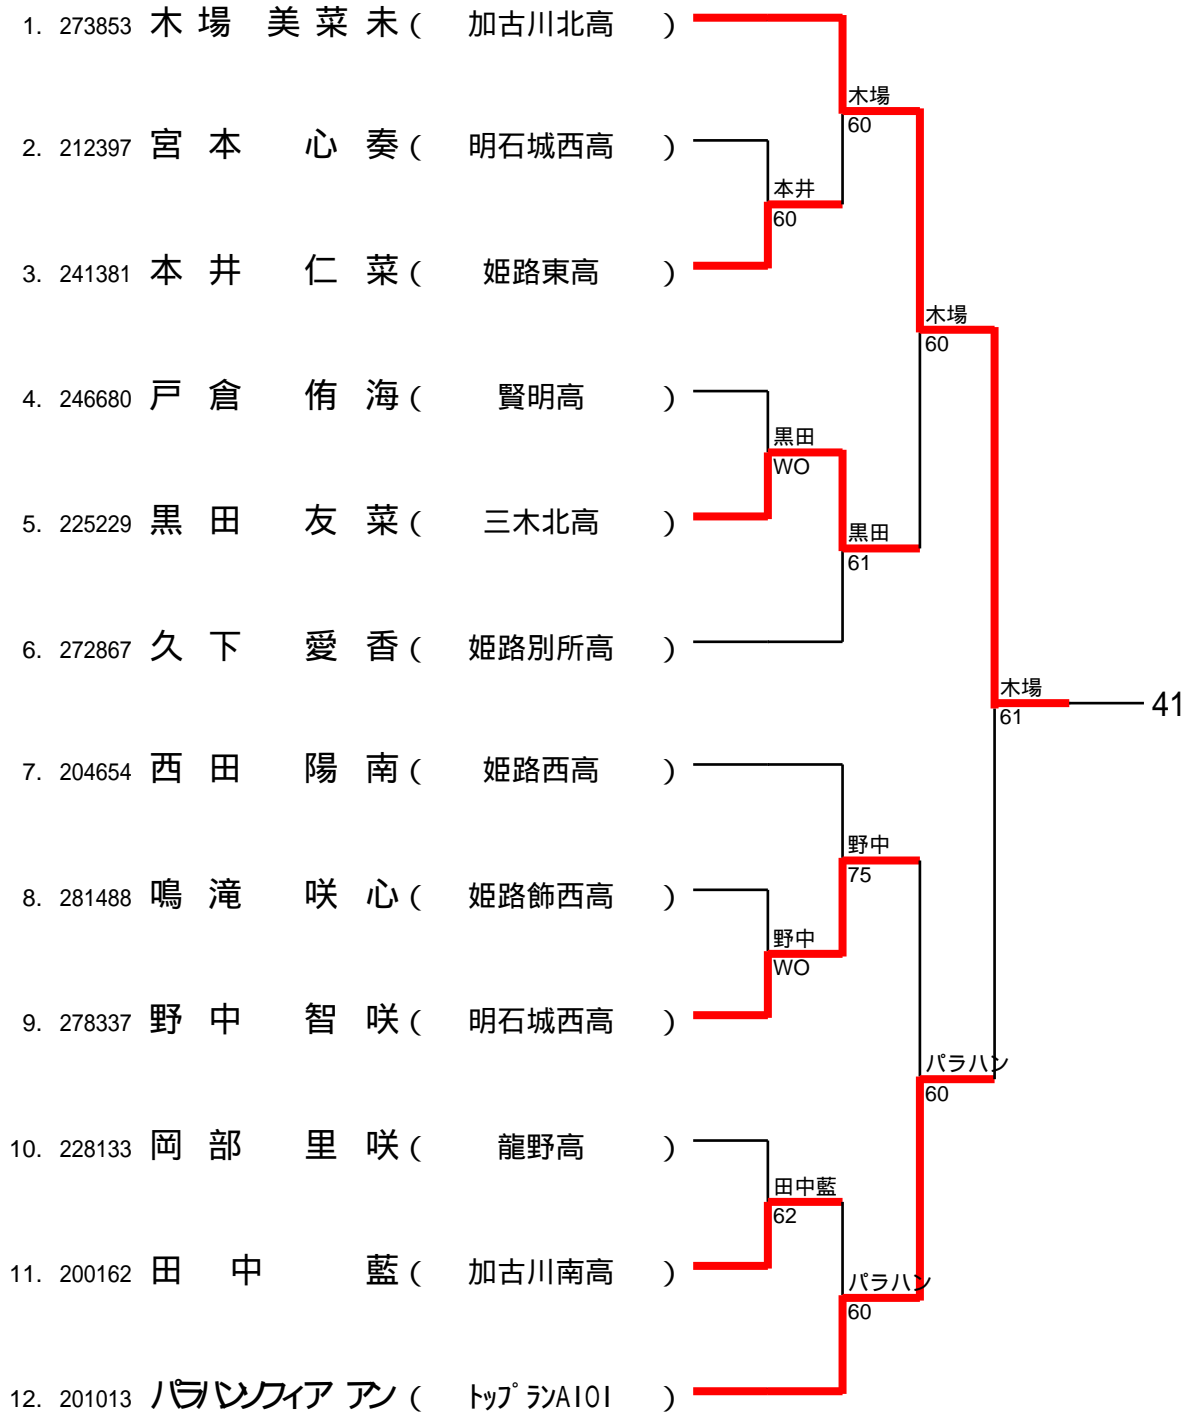 1. 273853 木場 美菜未 ( 加古川北高 )
木場
60
2. 212397 宮本 心奏 ( 明石城西高 )
本井
60
3. 241381 本井 仁菜 ( 姫路東高 )
木場
60
4. 246680 戸倉 侑海 ( 賢明高 )
黒田
WO
5. 225229 黒田 友菜 ( 三木北高 )
黒田
61
6. 272867 久下 愛香 ( 姫路別所高 )
木場
61
41
7. 204654 西田 陽南 ( 姫路西高 )
野中
75
8. 281488 鳴滝 咲心 ( 姫路飾西高 )
野中
WO
9. 278337 野中 智咲 ( 明石城西高 )
パラハン
60
10. 228133 岡部 里咲 ( 龍野高 )
田中藍
62
11. 200162 田中 藍 ( 加古川南高 )
パラハン
60
12. 201013 パラハンソフィア アン ( トップランAIOI )